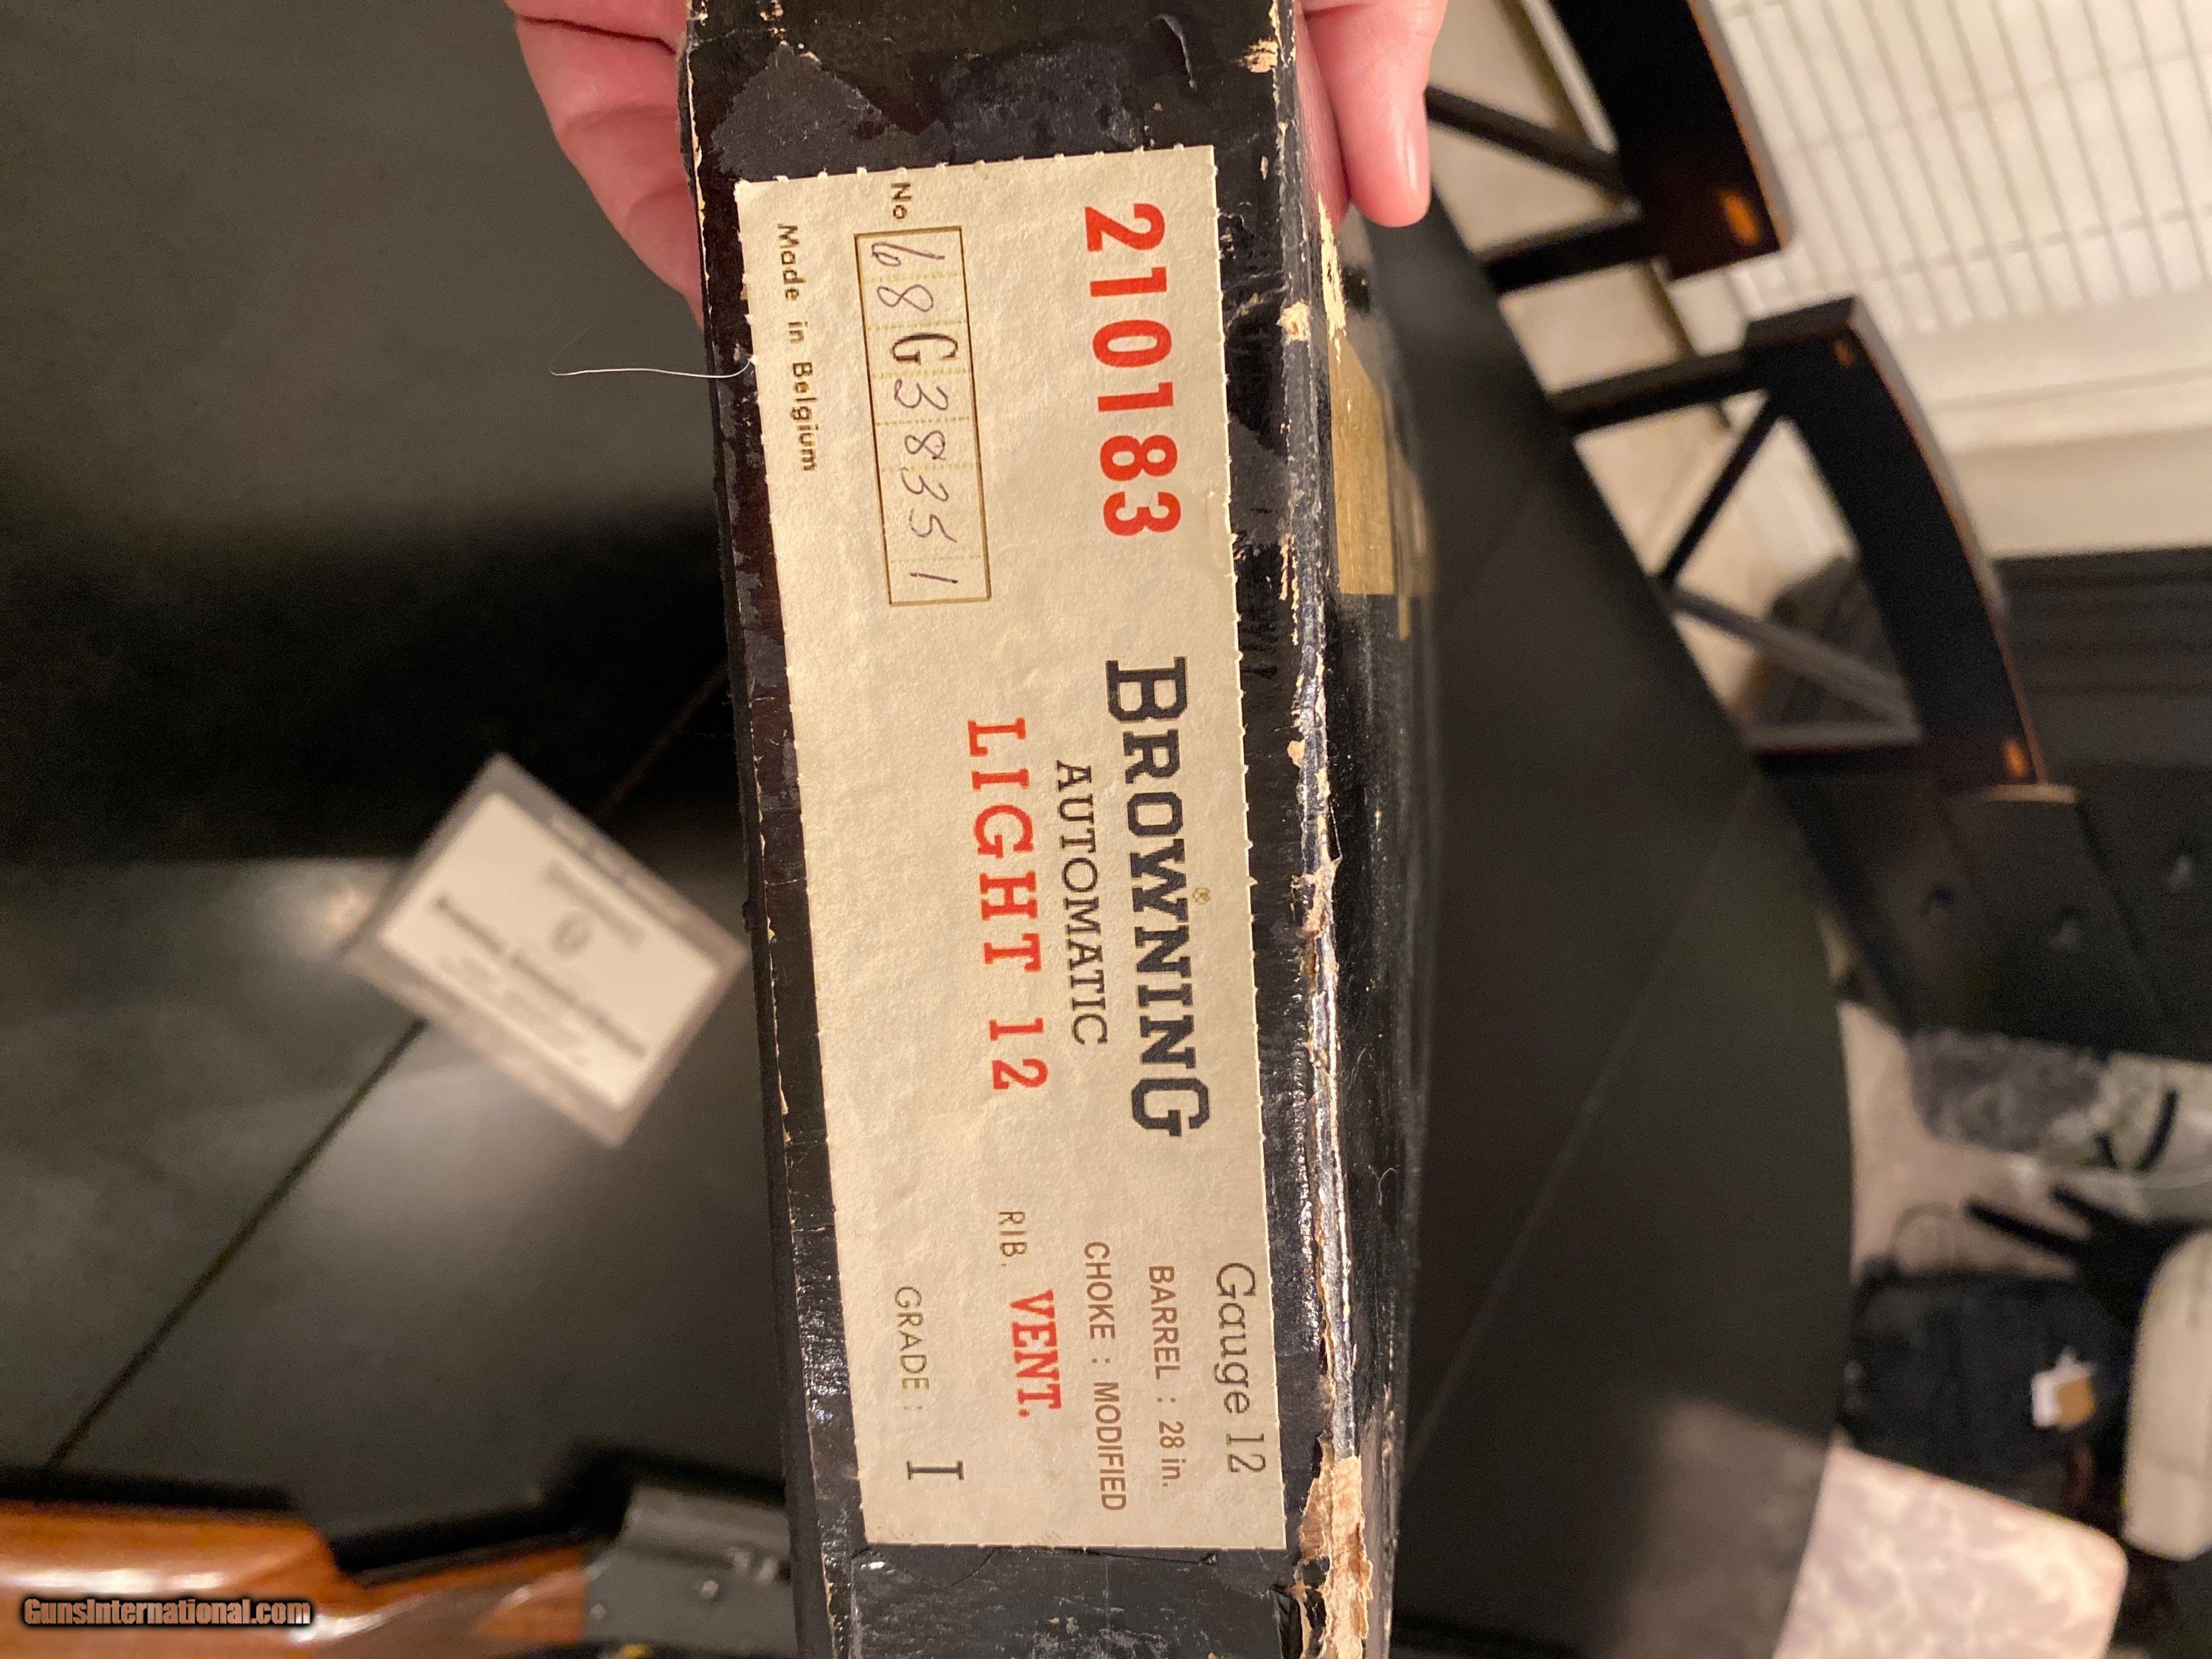 210183
No 68G38351
Made in Belgium
BROWNING®
AUTOMATIC
LIGHT 12
Gauge 12
BARREL : 28 in.
CHOKE : MODIFIED
RIB. VENT.
GRADE : I
GunsInternational.com